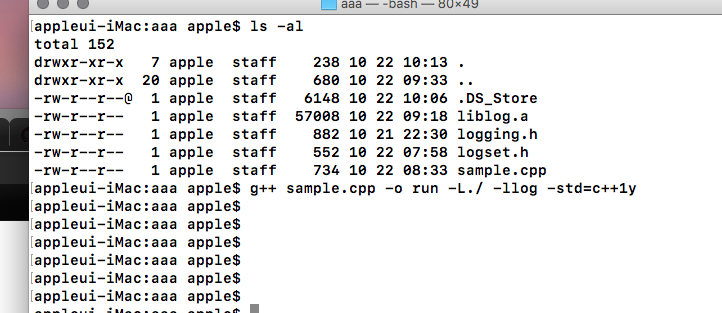 aaa — -bash — 80×49
[appleui-iMac:aaa apple$ ls -al
total 152
drwxr-xr-x   7 apple  staff    238 10 22 10:13 .
drwxr-xr-x  20 apple  staff    680 10 22 09:33 ..
-rw-r--r--@  1 apple  staff   6148 10 22 10:06 .DS_Store
-rw-r--r--   1 apple  staff  57008 10 22 09:18 liblog.a
-rw-r--r--   1 apple  staff    882 10 21 22:30 logging.h
-rw-r--r--   1 apple  staff    552 10 22 07:58 logset.h
-rw-r--r--   1 apple  staff    734 10 22 08:33 sample.cpp
[appleui-iMac:aaa apple$ g++ sample.cpp -o run -L./ -llog -std=c++1y
[appleui-iMac:aaa apple$
[appleui-iMac:aaa apple$
[appleui-iMac:aaa apple$
[appleui-iMac:aaa apple$
[appleui-iMac:aaa apple$
[appleui-iMac:aaa apple$